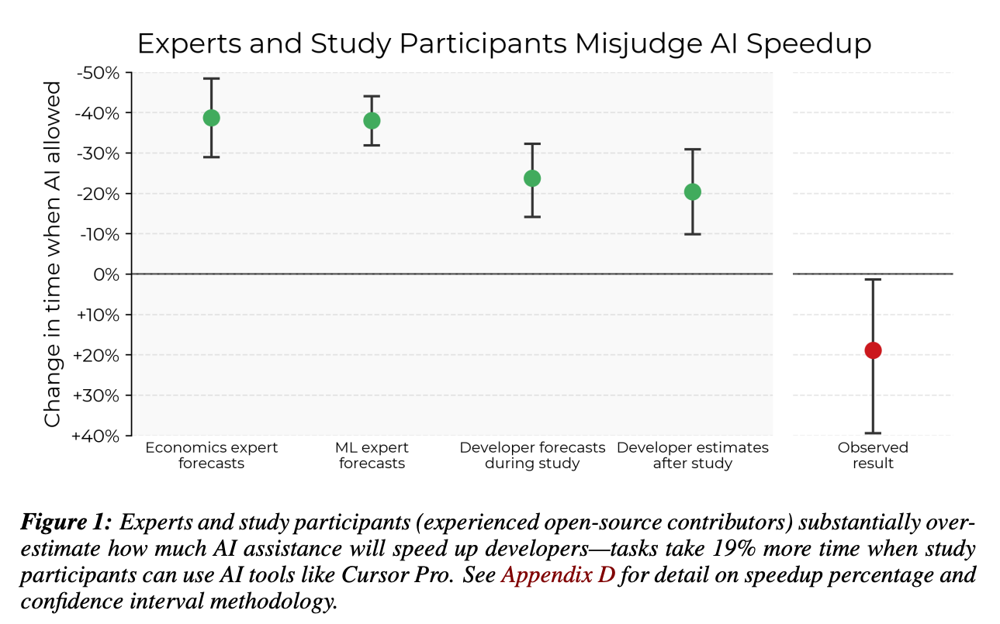 Experts and Study Participants Misjudge AI Speedup
Change in time when AI allowed
-50%
-40%
-30%
-20%
-10%
0%
+10%
+20%
+30%
+40%
Economics expert
forecasts
ML expert
forecasts
Developer forecasts
during study
Developer estimates
after study
Observed
result
Figure 1: Experts and study participants (experienced open-source contributors) substantially over-
estimate how much AI assistance will speed up developers—tasks take 19% more time when study
participants can use AI tools like Cursor Pro. See Appendix D for detail on speedup percentage and
confidence interval methodology.